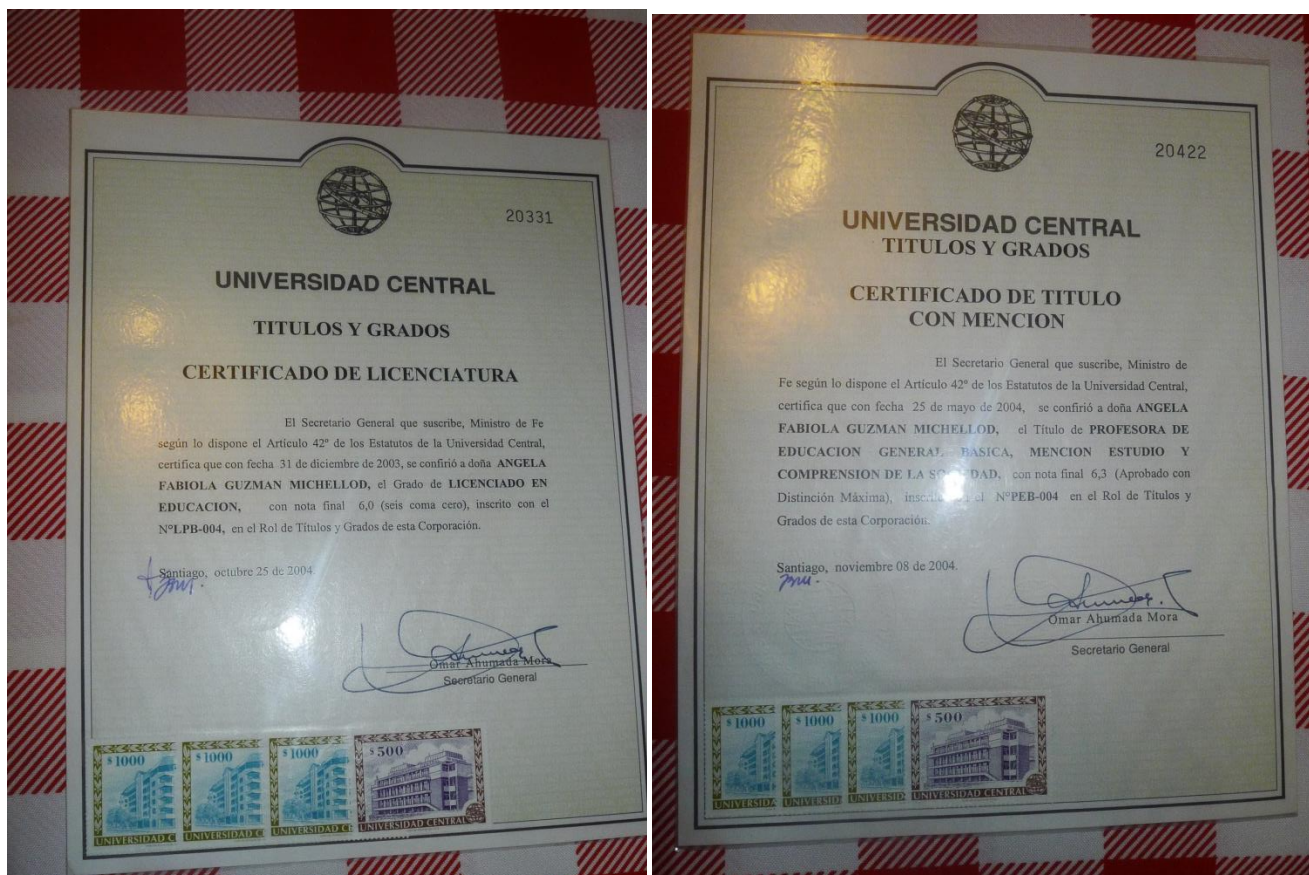 20331
UNIVERSIDAD CENTRAL
TITULOS Y GRADOS
CERTIFICADO DE LICENCIATURA
El Secretario General que suscribe, Ministro de Fe
según lo dispone el Artículo 42º de los Estatutos de la Universidad Central,
certifica que con fecha 31 de diciembre de 2003, se confirió a doña ANGELA
FABIOLA GUZMAN MICHELLOD, el Grado de LICENCIADO EN
EDUCACION, con nota final 6,0 (seis coma cero), inscrito con el
NºLPB-004, en el Rol de Títulos y Grados de esta Corporación.
Santiago, octubre 25 de 2004
Omar Ahumada Mora
Secretario General
$1000
$1000
$1000
$500
UNIVERSIDAD C
UNIVERSIDAD C
UNIVERSIDAD CE
UNIVERSIDAD CENTRAL
20422
UNIVERSIDAD CENTRAL
TITULOS Y GRADOS
CERTIFICADO DE TITULO
CON MENCION
El Secretario General que suscribe, Ministro de
Fe según lo dispone el Artículo 42º de los Estatutos de la Universidad Central,
certifica que con fecha 25 de mayo de 2004, se confirió a doña ANGELA
FABIOLA GUZMAN MICHELLOD, el Título de PROFESORA DE
EDUCACION GENERAL BASICA, MENCION ESTUDIO Y
COMPRENSION DE LA SOCIEDAD, con nota final 6,3 (Aprobado con
Distinción Máxima), el NºPEB-004 en el Rol de Títulos y
Grados de esta Corporación.
Santiago, noviembre 08 de 2004.
Omar Ahumada Mora
Secretario General
$1000
$1000
$1000
$500
UNIVERSIDA
UNIVERSID
UNIVERSID
UNIVERSIDAD CENTRAL